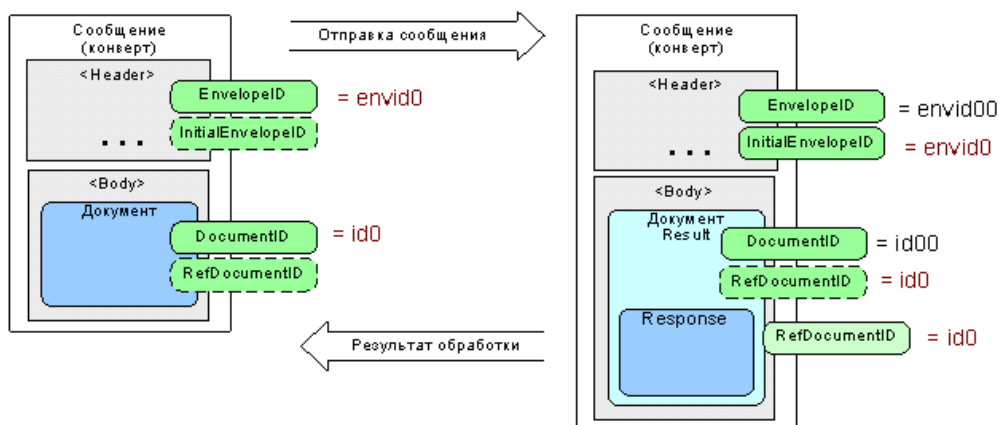 Сообщение
(конверт)
<Header>
EnvelopeID
= envid0
InitialEnvelopeID
...
<Body>
Документ
DocumentID
= id0
RefDocumentID
Отправка сообщения
Результат обработки
Сообщение
(конверт)
<Header>
EnvelopeID
= envid00
InitialEnvelopeID
= envid0
...
<Body>
Документ
Result
DocumentID
= id00
RefDocumentID
= id0
Response
RefDocumentID
= id0